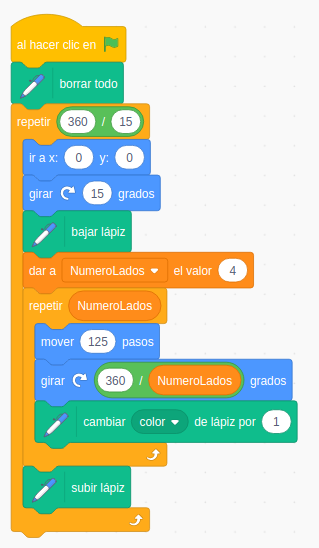 al hacer clic en
borrar todo
repetir 360 / 15
ir a x: 0 y: 0
girar 15 grados
bajar lápiz
dar a NumeroLados el valor 4
repetir NumeroLados
mover 125 pasos
girar 360 / NumeroLados grados
cambiar color de lápiz por 1
subir lápiz